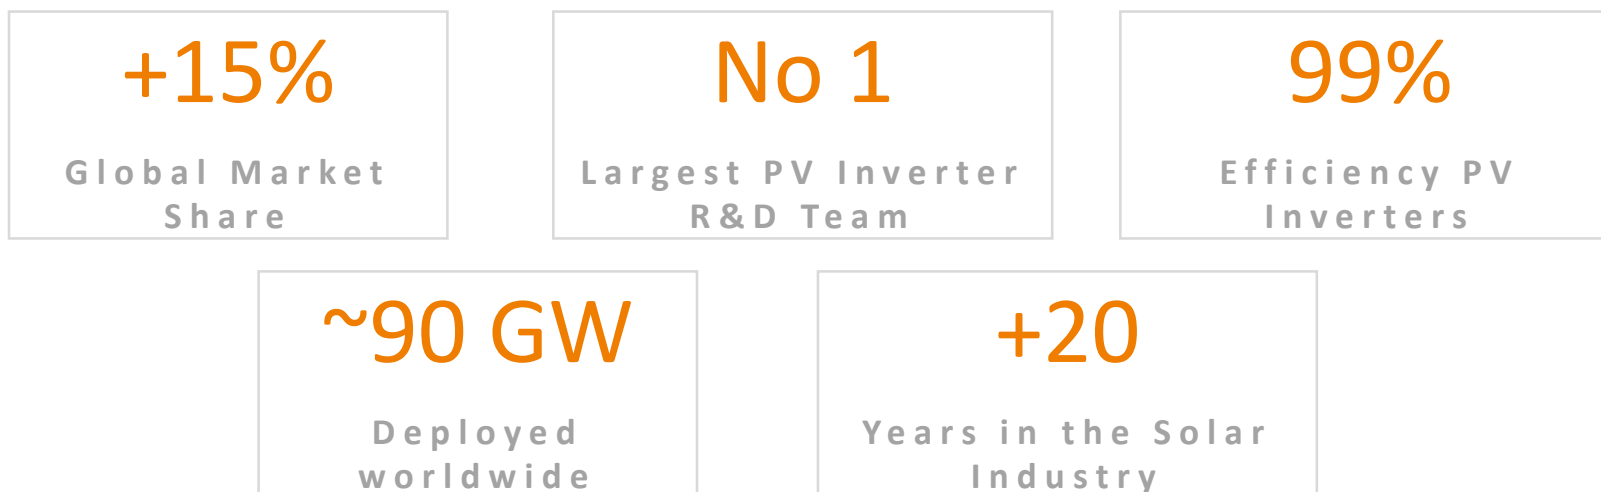 +15%
Global Market
Share
No 1
Largest PV Inverter
R&D Team
99%
Efficiency PV
Inverters
~90 GW
Deployed
worldwide
+20
Years in the Solar
Industry